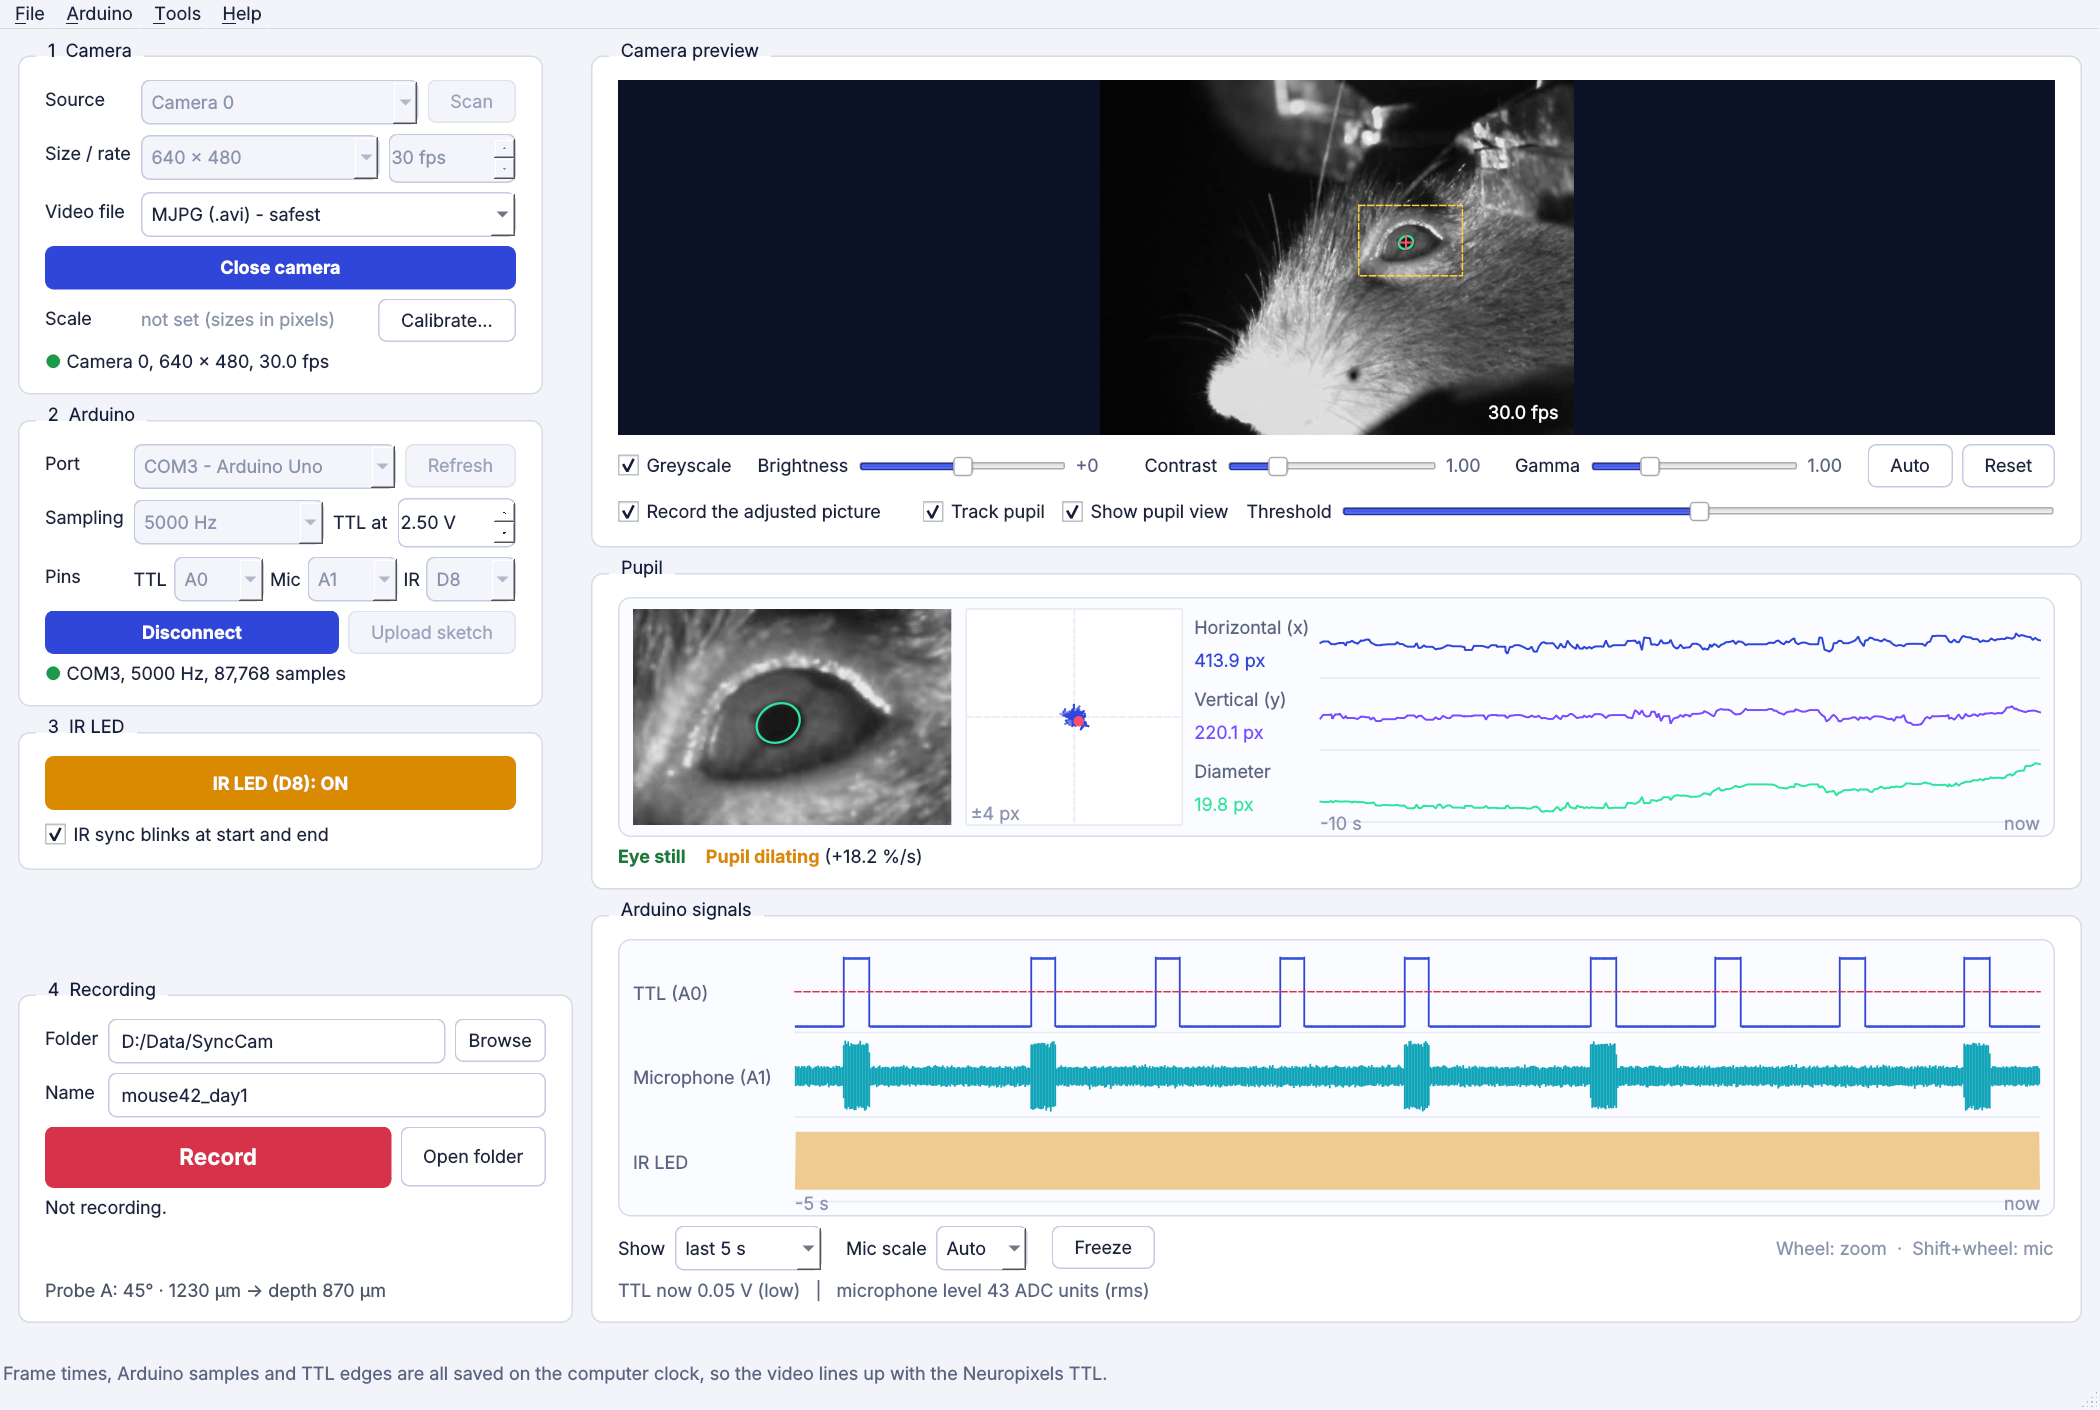 File Arduino Tools Help
1 Camera
Source Camera 0 Scan
Size / rate 640 × 480 30 fps
Video file MJPG (.avi) - safest
Close camera
Scale not set (sizes in pixels) Calibrate...
Camera 0, 640 × 480, 30.0 fps
2 Arduino
Port COM3 - Arduino Uno Refresh
Sampling 5000 Hz TTL at 2.50 V
Pins TTL A0 Mic A1 IR D8
Disconnect Upload sketch
COM3, 5000 Hz, 87,768 samples
3 IR LED
IR LED (D8): ON
IR sync blinks at start and end
4 Recording
Folder D:/Data/SyncCam Browse
Name mouse42_day1
Record Open folder
Not recording.
Probe A: 45° · 1230 µm → depth 870 µm
Camera preview
30.0 fps
Greyscale Brightness +0 Contrast 1.00 Gamma 1.00 Auto Reset
Record the adjusted picture Track pupil Show pupil view Threshold
Pupil
Horizontal (x)
413.9 px
Vertical (y)
220.1 px
Diameter
19.8 px
±4 px
-10 s now
Eye still Pupil dilating (+18.2 %/s)
Arduino signals
TTL (A0)
Microphone (A1)
IR LED
-5 s now
Show last 5 s Mic scale Auto Freeze Wheel: zoom · Shift+wheel: mic
TTL now 0.05 V (low) | microphone level 43 ADC units (rms)
Frame times, Arduino samples and TTL edges are all saved on the computer clock, so the video lines up with the Neuropixels TTL.